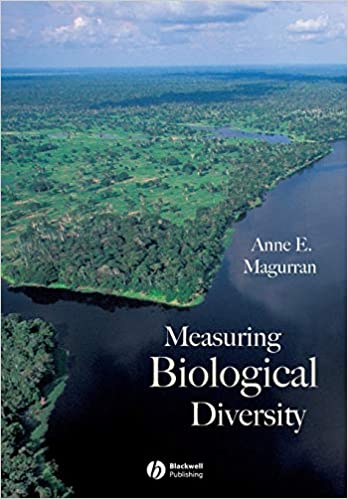 Anne E.
Magurran
Measuring
Biological
Diversity
Blackwell
Publishing